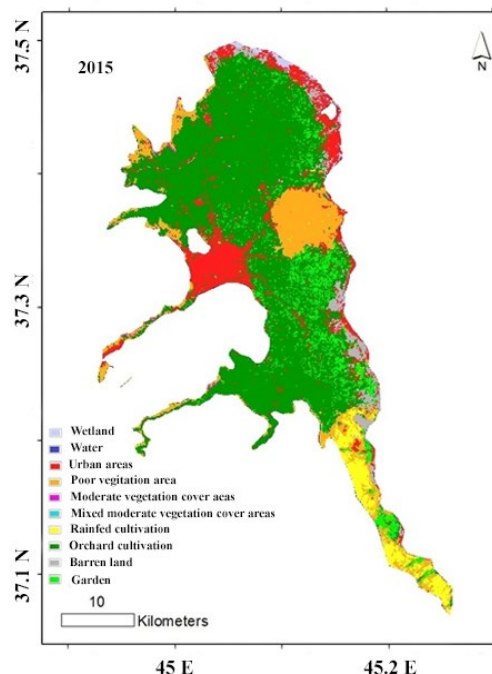 37.5 N
2015
N
37.3 N
Wetland
Water
Urban areas
Poor vegitation area
Moderate vegetation cover aeas
Mixed moderate vegetation cover areas
Rainfed cultivation
Orchard cultivation
Barren land
Garden
37.1 N
10
Kilometers
45 E
45.2 E